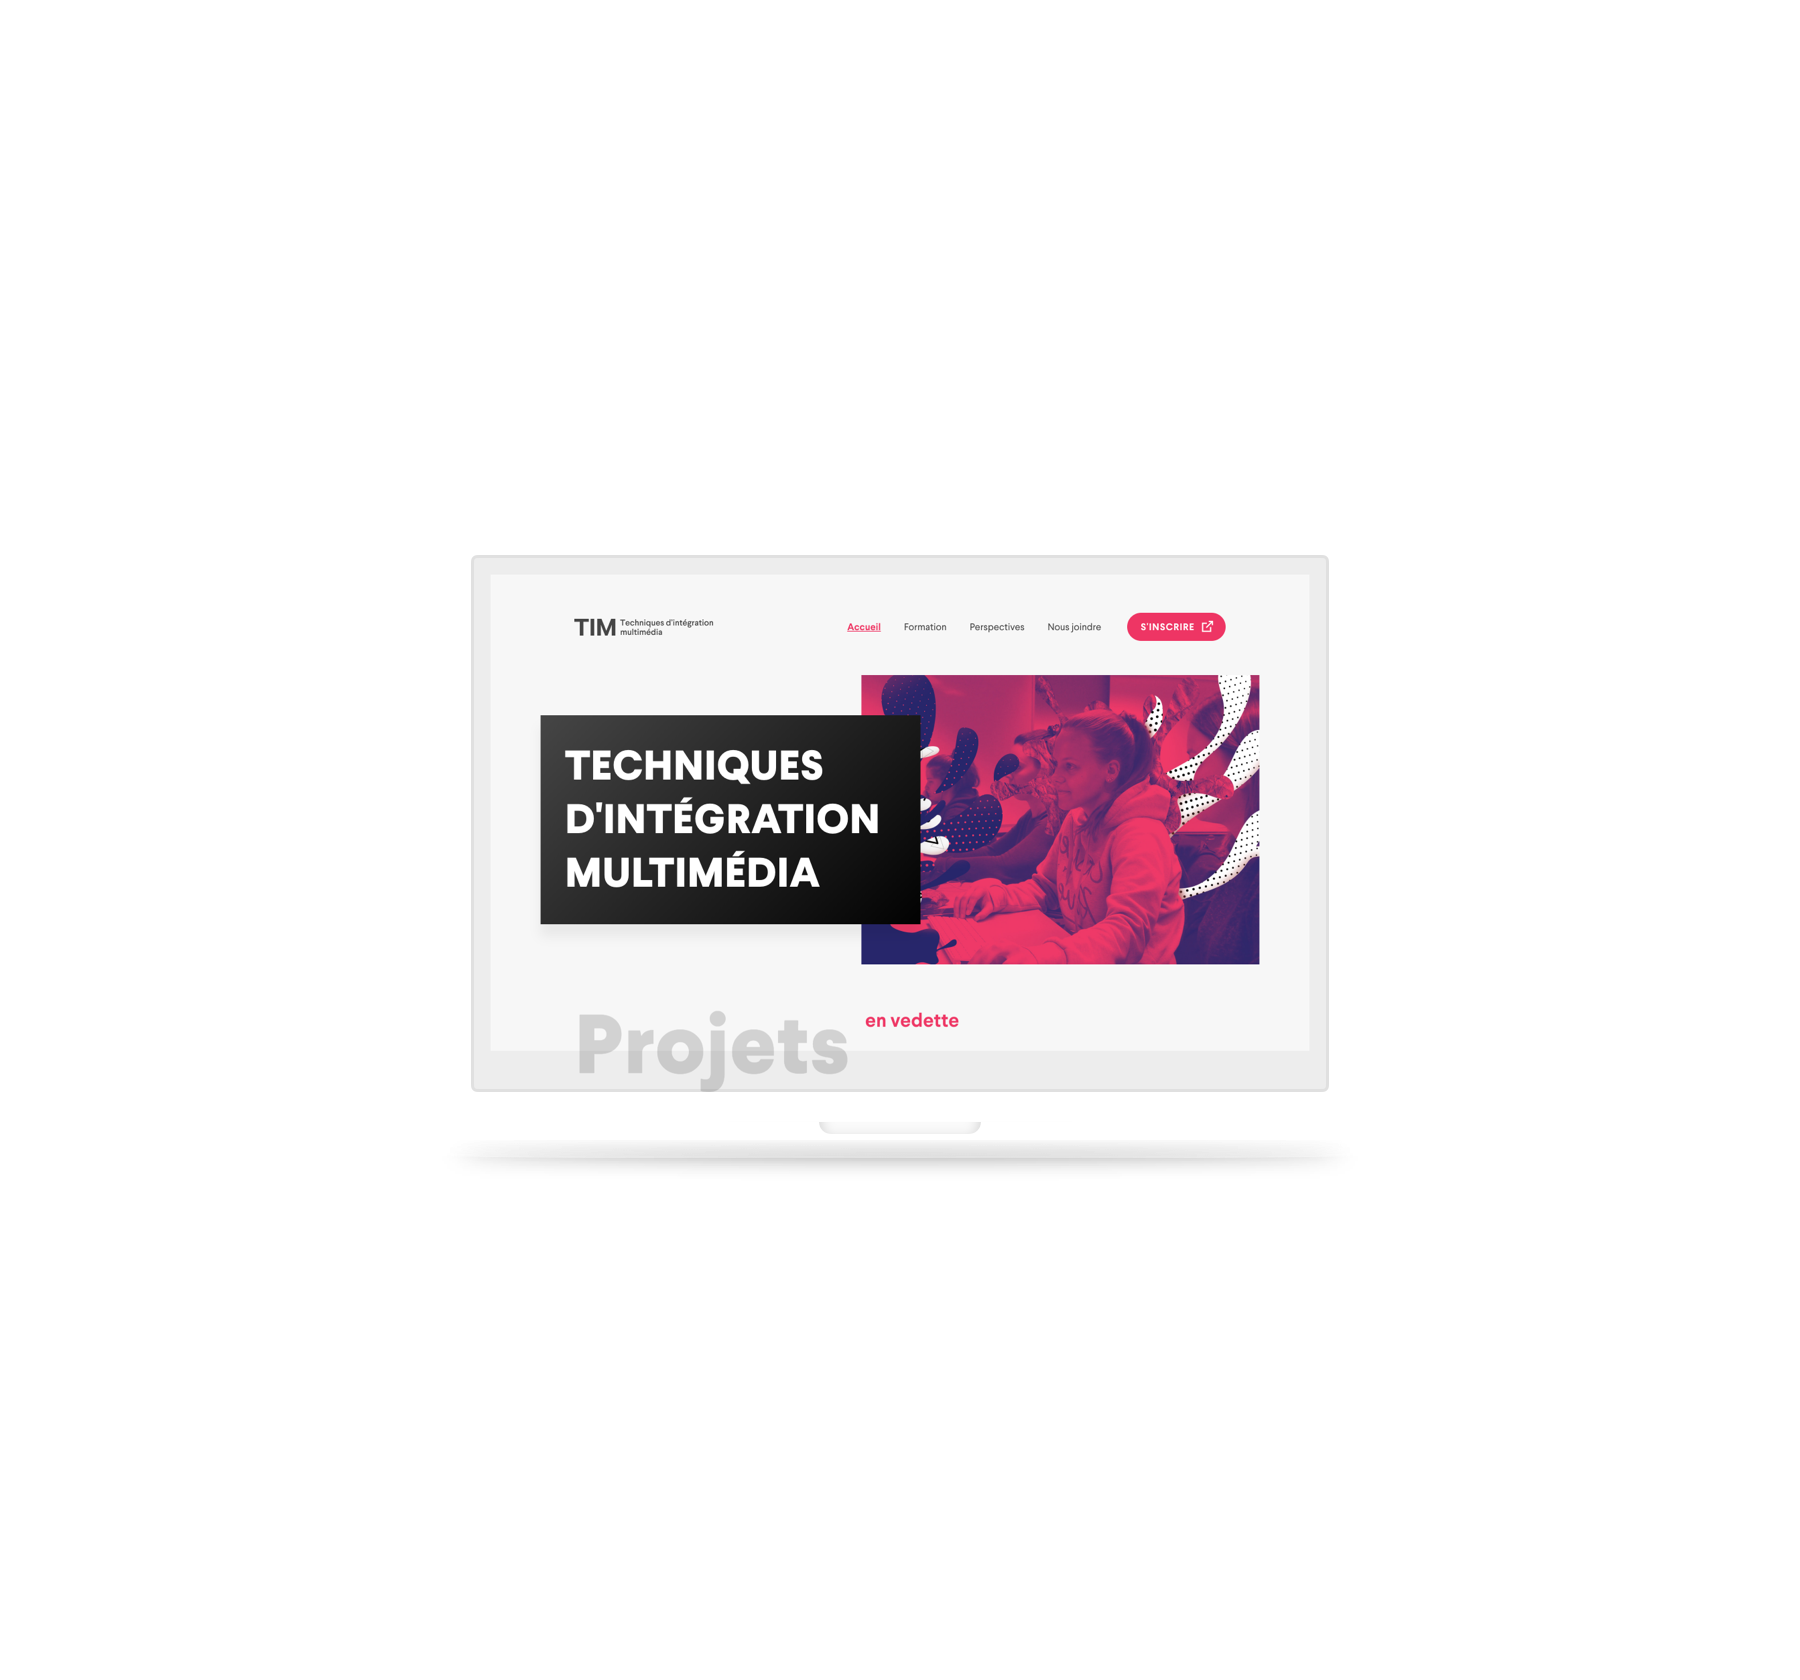 TIM Techniques d'intégration
multimédia
Accueil Formation Perspectives Nous joindre S'INSCRIRE
TECHNIQUES
D'INTÉGRATION
MULTIMÉDIA
Projets en vedette